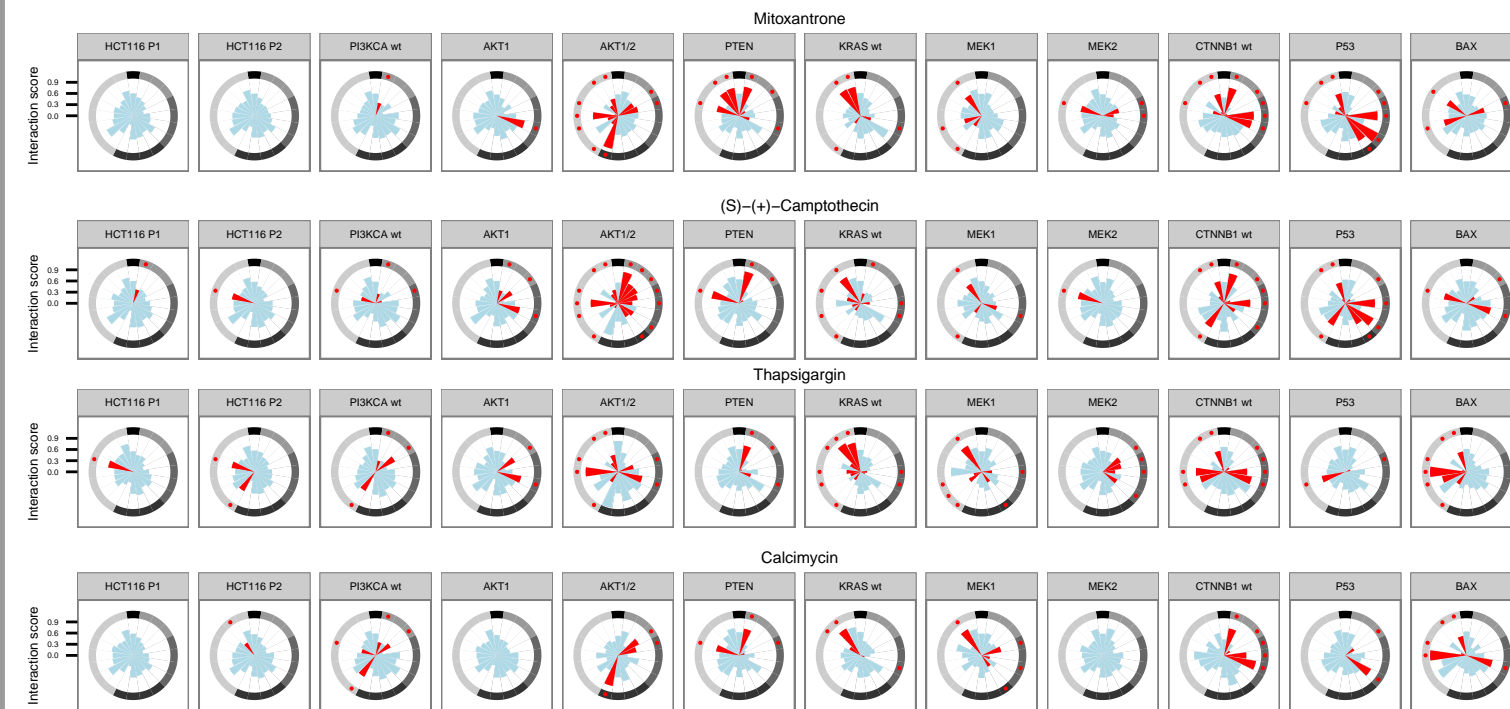 Mitoxantrone
HCT116 P1 HCT116 P2 PI3KCA wt AKT1 AKT1/2 PTEN KRAS wt MEK1 MEK2 CTNNB1 wt P53 BAX
Interaction score
0.9
0.6
0.3
0.0
(S)−(+)−Camptothecin
HCT116 P1 HCT116 P2 PI3KCA wt AKT1 AKT1/2 PTEN KRAS wt MEK1 MEK2 CTNNB1 wt P53 BAX
Interaction score
0.9
0.6
0.3
0.0
Thapsigargin
HCT116 P1 HCT116 P2 PI3KCA wt AKT1 AKT1/2 PTEN KRAS wt MEK1 MEK2 CTNNB1 wt P53 BAX
Interaction score
0.9
0.6
0.3
0.0
Calcimycin
HCT116 P1 HCT116 P2 PI3KCA wt AKT1 AKT1/2 PTEN KRAS wt MEK1 MEK2 CTNNB1 wt P53 BAX
Interaction score
0.9
0.6
0.3
0.0